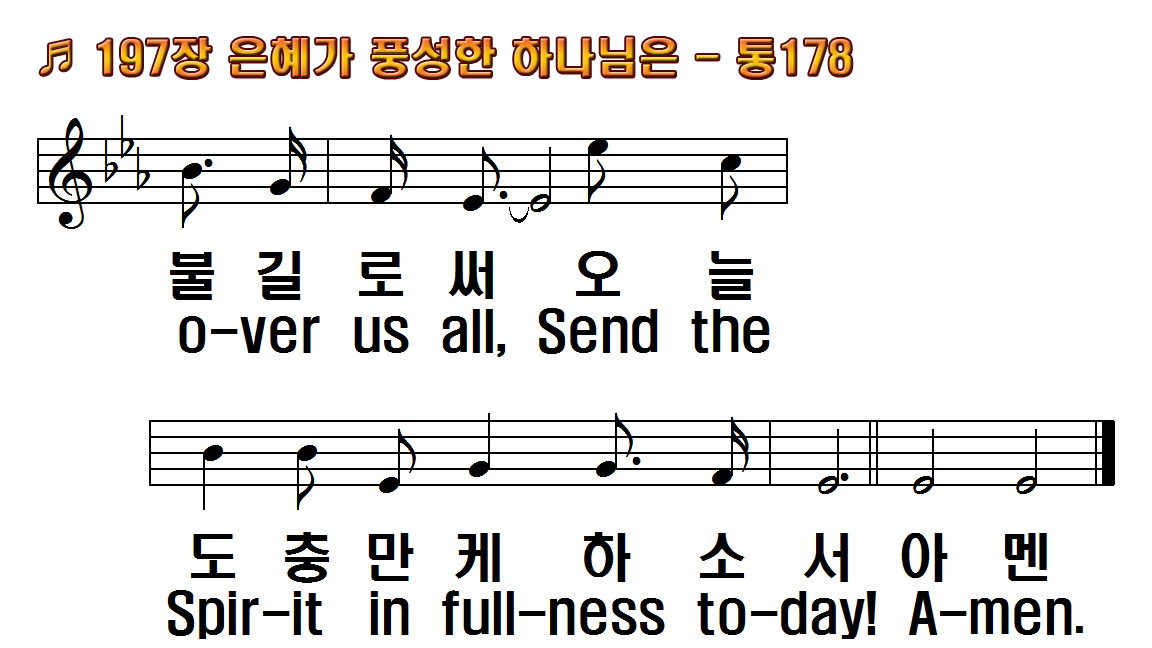 ♬ 197장 은혜가 풍성한 하나님은 - 통178
불 길 로 써 오 늘
o-ver us all, Send the
도 충 만 케 하 소 서 아 멘
Spir-it in full-ness to-day! A-men.